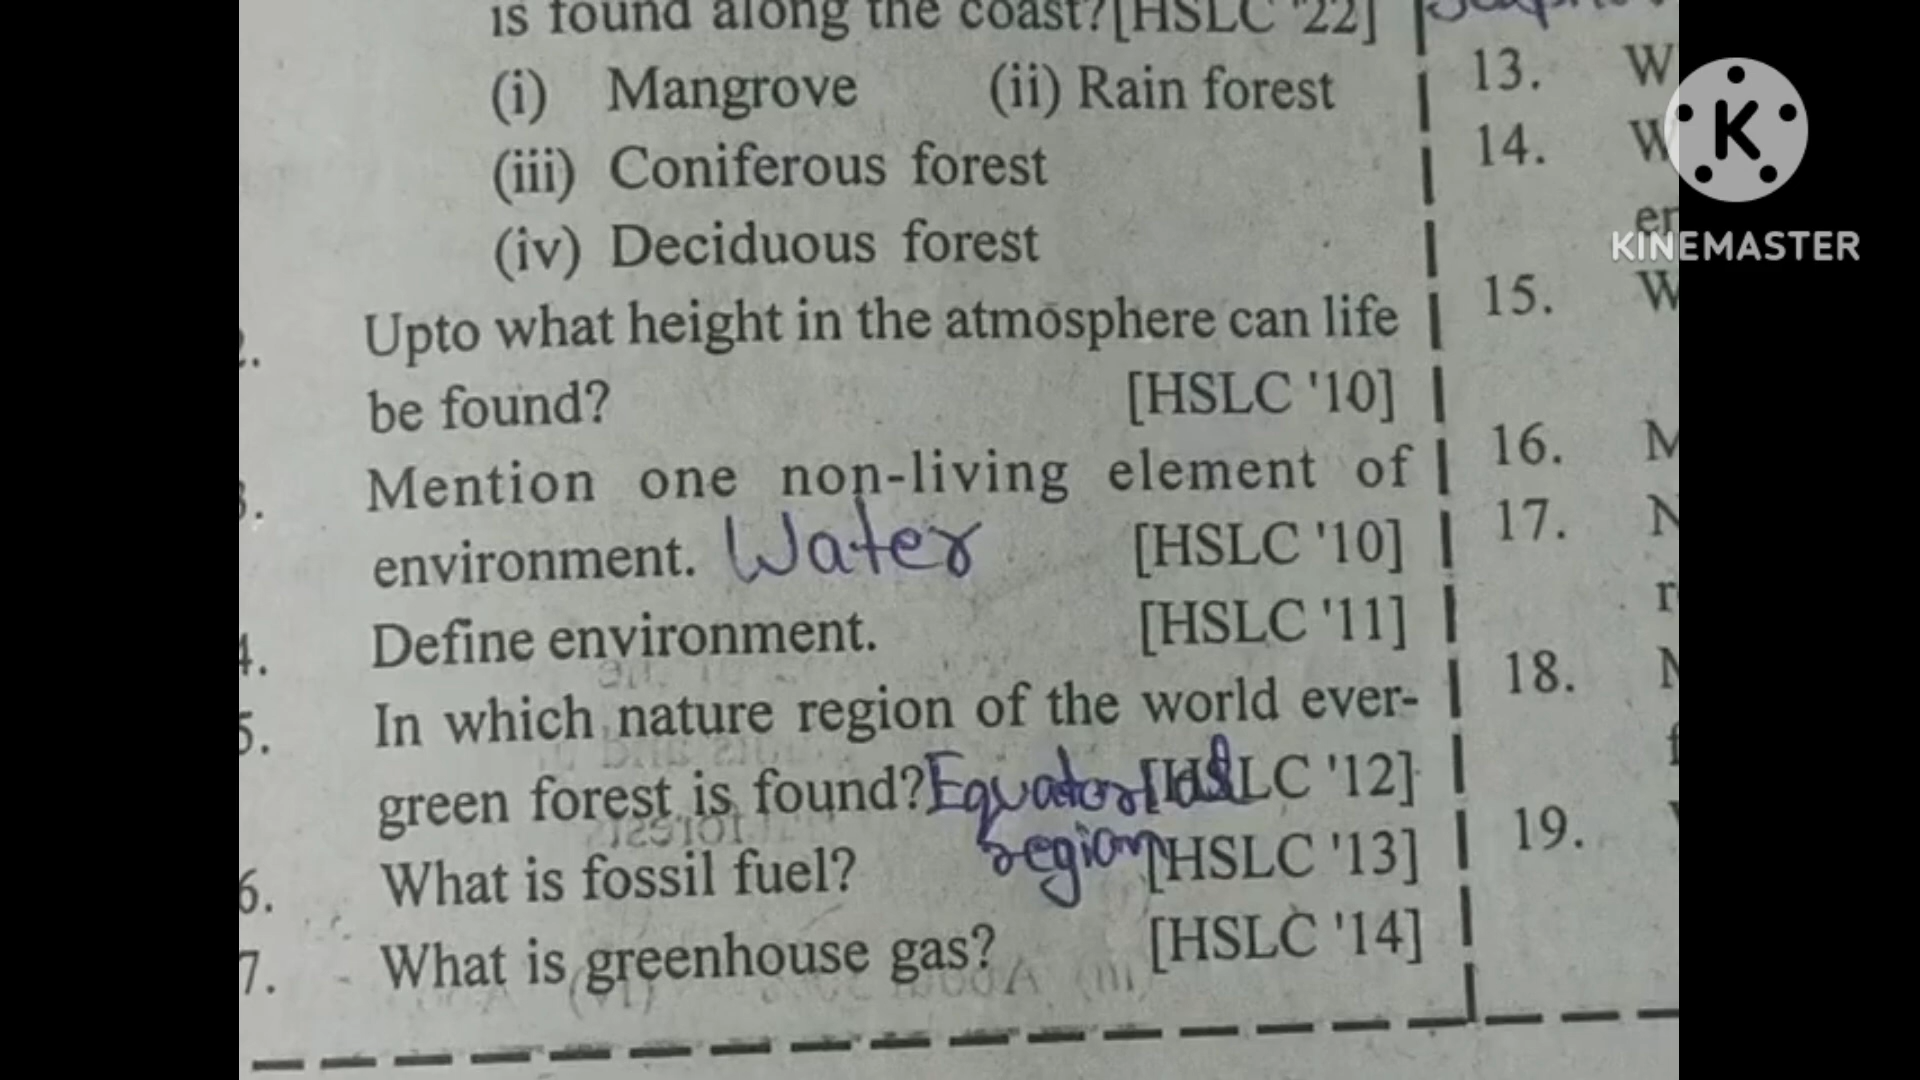 is found along the coast?[HSLC '22]
(i) Mangrove (ii) Rain forest
(iii) Coniferous forest
(iv) Deciduous forest
Upto what height in the atmosphere can life
be found? [HSLC '10]
3. Mention one non-living element of
environment. Water [HSLC '10]
4. Define environment. [HSLC '11]
5. In which nature region of the world ever-
green forest is found? Equatorial [HSLC '12]
region
6. What is fossil fuel? [HSLC '13]
7. What is greenhouse gas? [HSLC '14]
13. W
14. W
er
15. W
16. M
17. N
r
18. N
f
19.
K
KINEMASTER